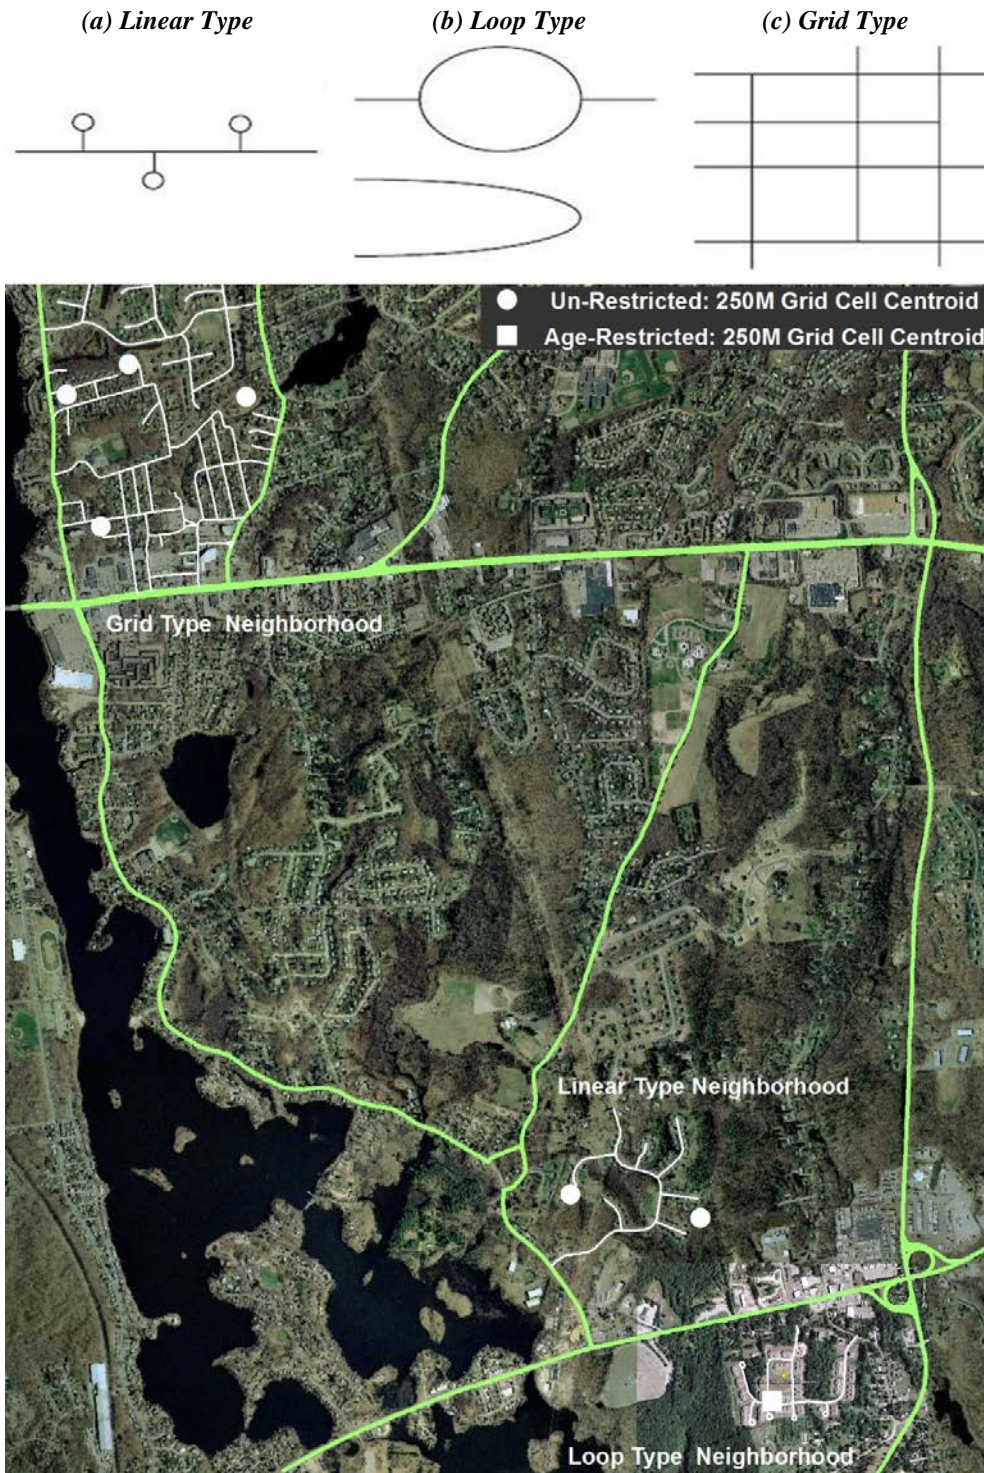 (a) Linear Type
(b) Loop Type
(c) Grid Type
Un-Restricted: 250M Grid Cell Centroid
Age-Restricted: 250M Grid Cell Centroid
Grid Type Neighborhood
Linear Type Neighborhood
Loop Type Neighborhood